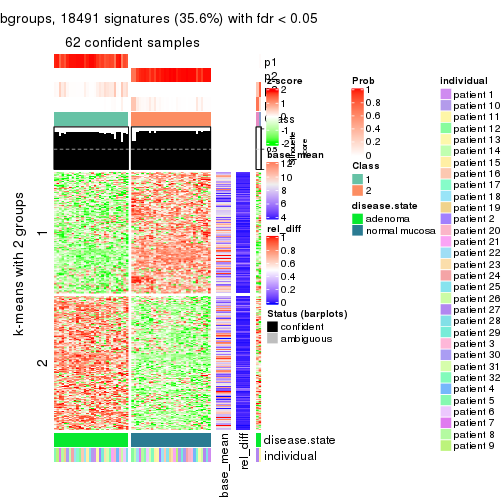 bgroups, 18491 signatures (35.6%) with fdr < 0.05
62 confident samples
p1
p2
z-score
2
1
0
-1
-2
base_mean
12
10
8
6
4
rel_diff
1
0.8
0.6
0.4
0.2
0
Status (barplots)
confident
ambiguous
Prob
1
0.8
0.6
0.4
0.2
0
Class
1
2
disease.state
adenoma
normal mucosa
individual
patient 1
patient 10
patient 11
patient 12
patient 13
patient 14
patient 15
patient 16
patient 17
patient 18
patient 19
patient 2
patient 20
patient 21
patient 22
patient 23
patient 24
patient 25
patient 26
patient 27
patient 28
patient 29
patient 3
patient 30
patient 31
patient 32
patient 4
patient 5
patient 6
patient 7
patient 8
patient 9
k-means with 2 groups
1
2
base_mean
rel_diff
disease.state
individual